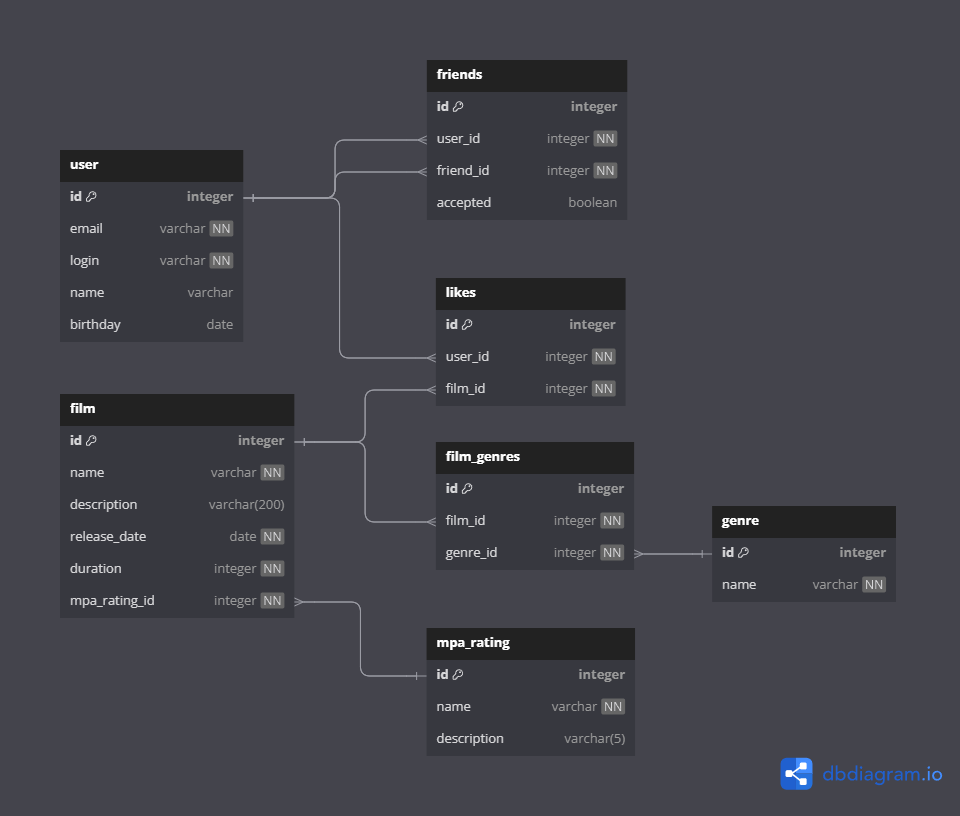 friends
id integer
user_id integer NN
friend_id integer NN
accepted boolean
user
id integer
email varchar NN
login varchar NN
name varchar
birthday date
likes
id integer
user_id integer NN
film_id integer NN
film
id integer
name varchar NN
description varchar(200)
release_date date NN
duration integer NN
mpa_rating_id integer NN
film_genres
id integer
film_id integer NN
genre_id integer NN
genre
id integer
name varchar NN
mpa_rating
id integer
name varchar NN
description varchar(5)
dbdiagram.io